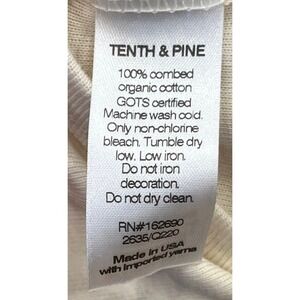 TENTH & PINE
100% combed
organic cotton
GOTS certified
Machine wash cold.
Only non-chlorine
bleach. Tumble dry
low. Low iron.
Do not iron
decoration.
Do not dry clean.
RN#162690
2635/Q220
Made in USA
with imported yarns